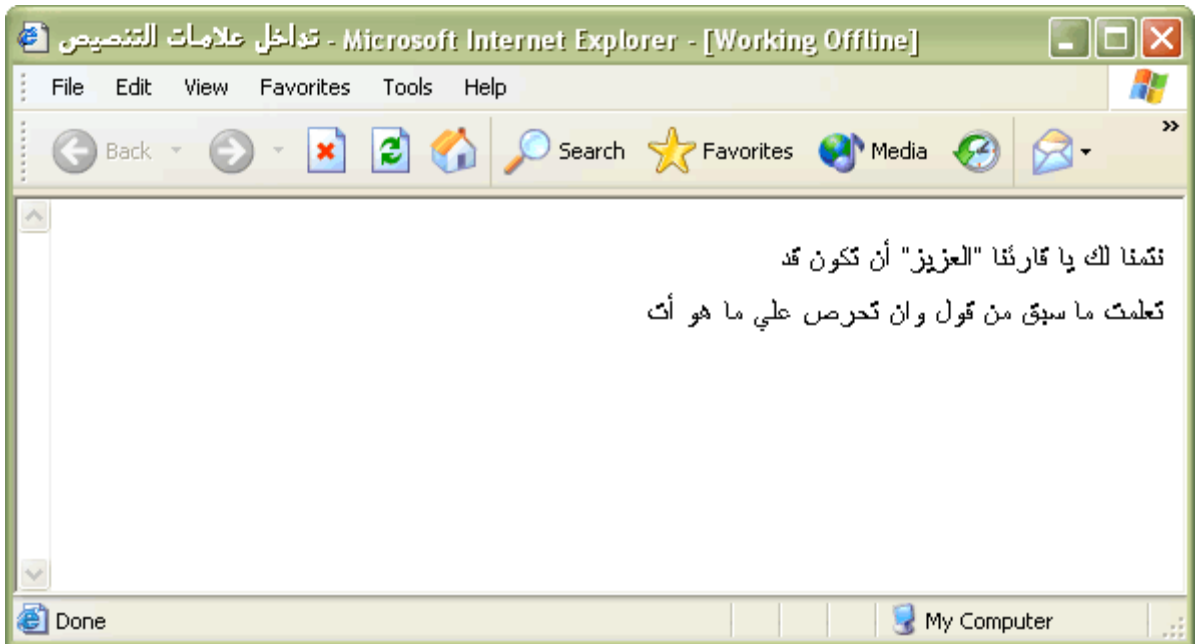 تداخل علامات التنصيص - Microsoft Internet Explorer - [Working Offline]
File Edit View Favorites Tools Help
Back Search Favorites Media »
نتمنا لك يا قارئنا "العزيز" أن تكون قد
تعلمت ما سبق من قول وان تحرص علي ما هو أت
Done My Computer